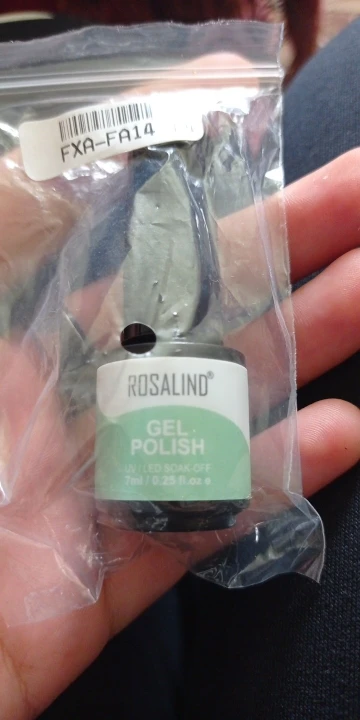 FXA-FA14
ROSALIND®
GEL
POLISH
UV / LED SOAK-OFF
7ml / 0.25 fl.oz e